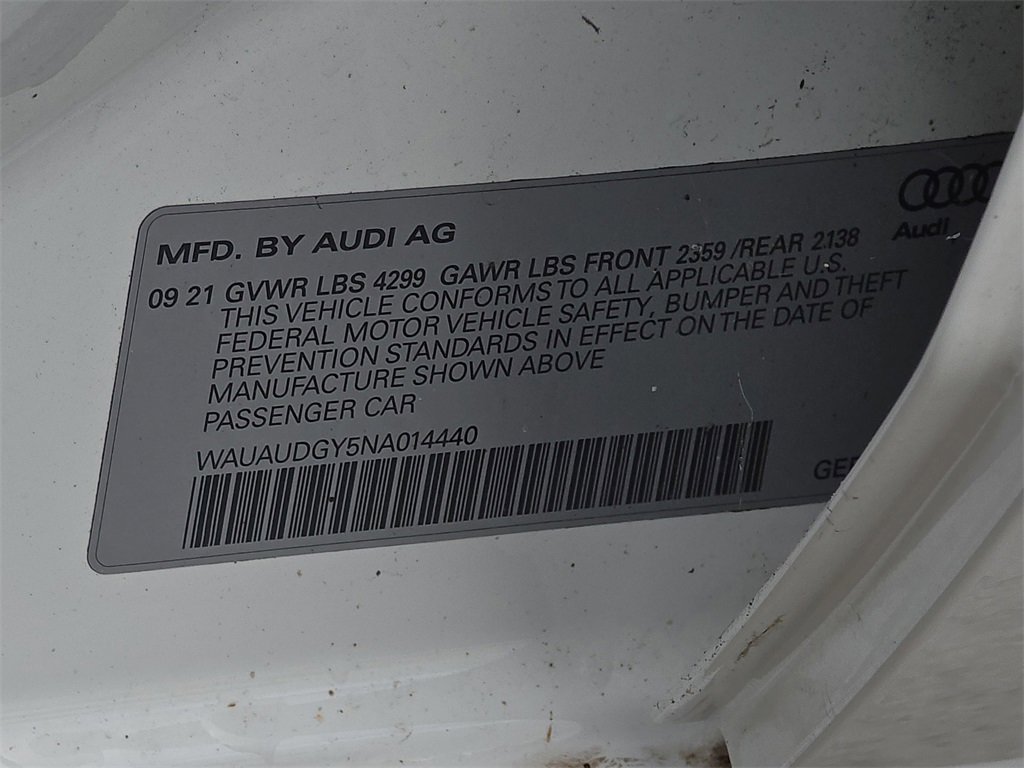 Audi
MFD. BY AUDI AG
09 21 GVWR LBS 4299 GAWR LBS FRONT 2359 /REAR 2138
THIS VEHICLE CONFORMS TO ALL APPLICABLE U.S.
FEDERAL MOTOR VEHICLE SAFETY, BUMPER AND THEFT
PREVENTION STANDARDS IN EFFECT ON THE DATE OF
MANUFACTURE SHOWN ABOVE
PASSENGER CAR
WAUAUDGY5NA014440